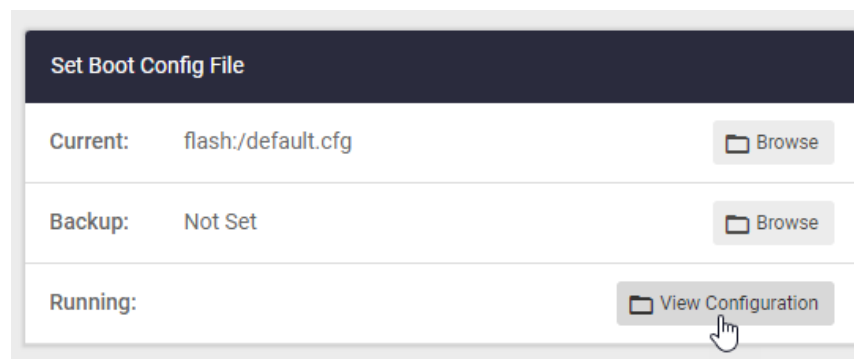 Set Boot Config File
Current: flash:/default.cfg Browse
Backup: Not Set Browse
Running: View Configuration